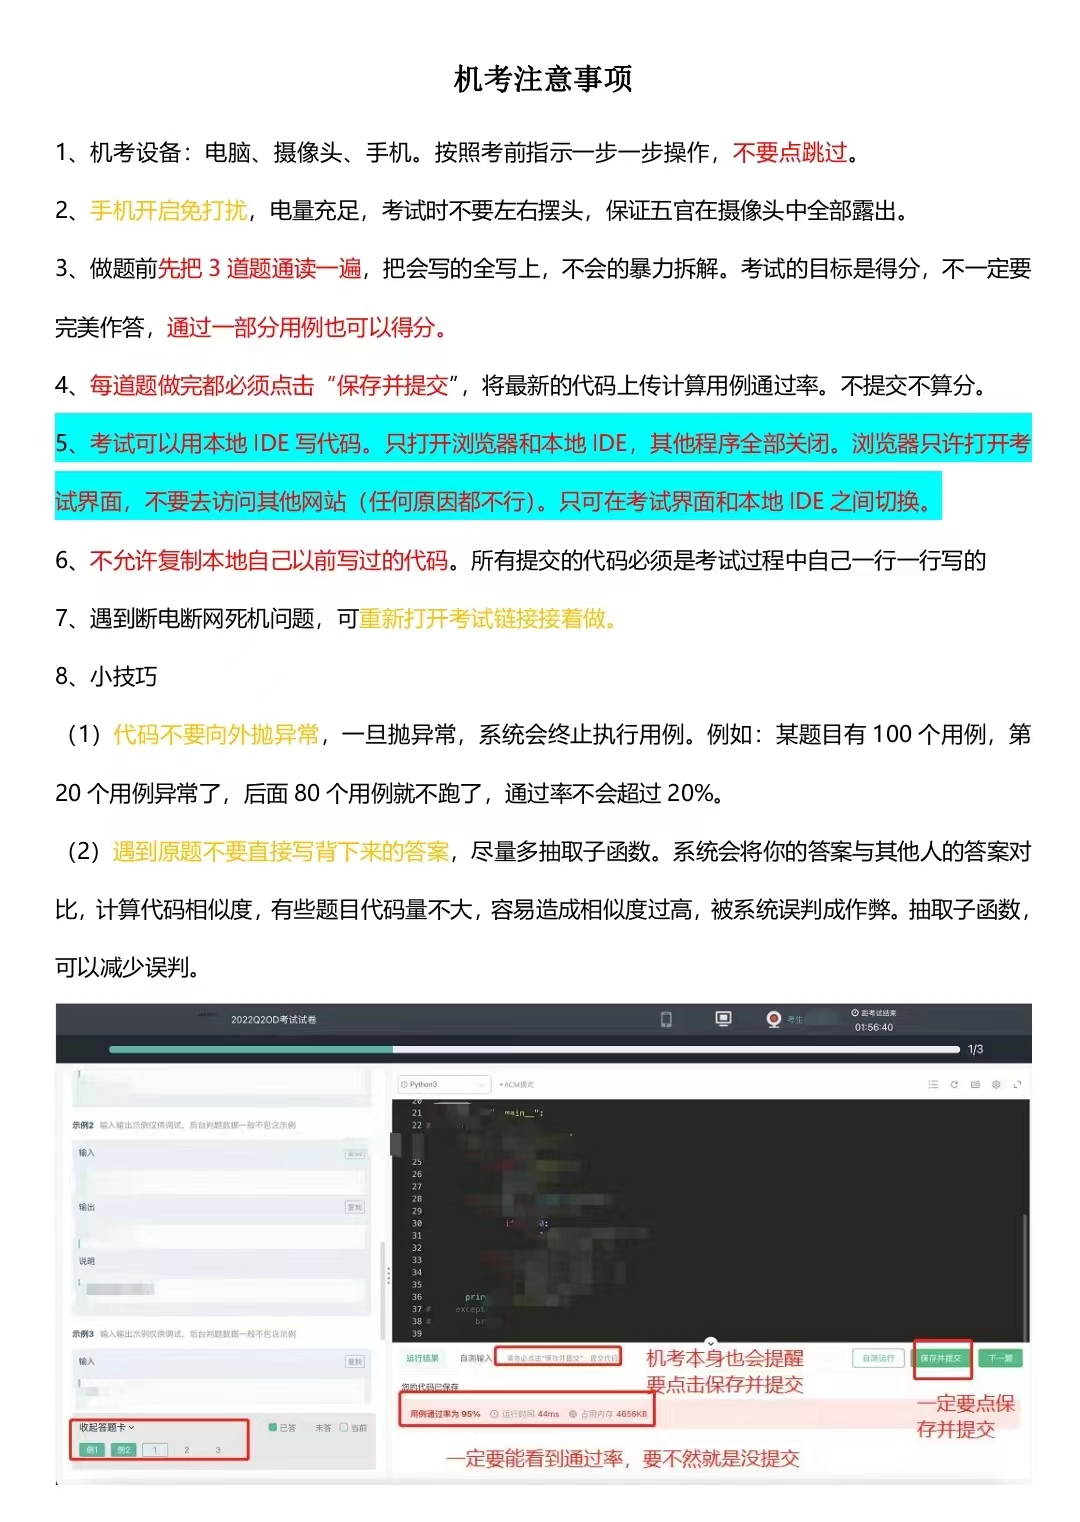 机考注意事项
1、机考设备：电脑、摄像头、手机。按照考前指示一步一步操作，不要点跳过。
2、手机开启免打扰，电量充足，考试时不要左右摆头，保证五官在摄像头中全部露出。
3、做题前先把 3 道题通读一遍，把会写的全写上，不会的暴力拆解。考试的目标是得分，不一定要
完美作答，通过一部分用例也可以得分。
4、每道题做完都必须点击“保存并提交”，将最新的代码上传计算用例通过率。不提交不算分。
5、考试可以用本地 IDE 写代码。只打开浏览器和本地 IDE，其他程序全部关闭。浏览器只许打开考
试界面，不要去访问其他网站（任何原因都不行）。只可在考试界面和本地 IDE 之间切换。
6、不允许复制本地自己以前写过的代码。所有提交的代码必须是考试过程中自己一行一行写的
7、遇到断电断网死机问题，可重新打开考试链接接着做。
8、小技巧
（1）代码不要向外抛异常，一旦抛异常，系统会终止执行用例。例如：某题目有 100 个用例，第
20 个用例异常了，后面 80 个用例就不跑了，通过率不会超过 20%。
（2）遇到原题不要直接写背下来的答案，尽量多抽取子函数。系统会将你的答案与其他人的答案对
比，计算代码相似度，有些题目代码量不大，容易造成相似度过高，被系统误判成作弊。抽取子函数，
可以减少误判。
2022Q2OD考试试卷
考生
距考试结束
01:56:40
1/3
Python3
ACM模式
示例2 输入输出示例仅供调试，后台判题数据一般不包含示例
输入
复制
输出
复制
说明
示例3 输入输出示例仅供调试，后台判题数据一般不包含示例
输入
复制
收起答题卡
已答 未答 当前
例1 例2 1 2 3
20
21 main__":
22 #
25
26
27
28
29
30 if 0:
31
32
33
34
35
36 prin
37 # except
38 # br
39
运行结果 自测输入 请务必点击“保存并提交”，提交代码
自测运行 保存并提交 下一题
您的代码已保存
用例通过率为 95% 运行时间 44ms 占用内存 4656KB
机考本身也会提醒
要点击保存并提交
一定要点保
存并提交
一定要能看到通过率，要不然就是没提交